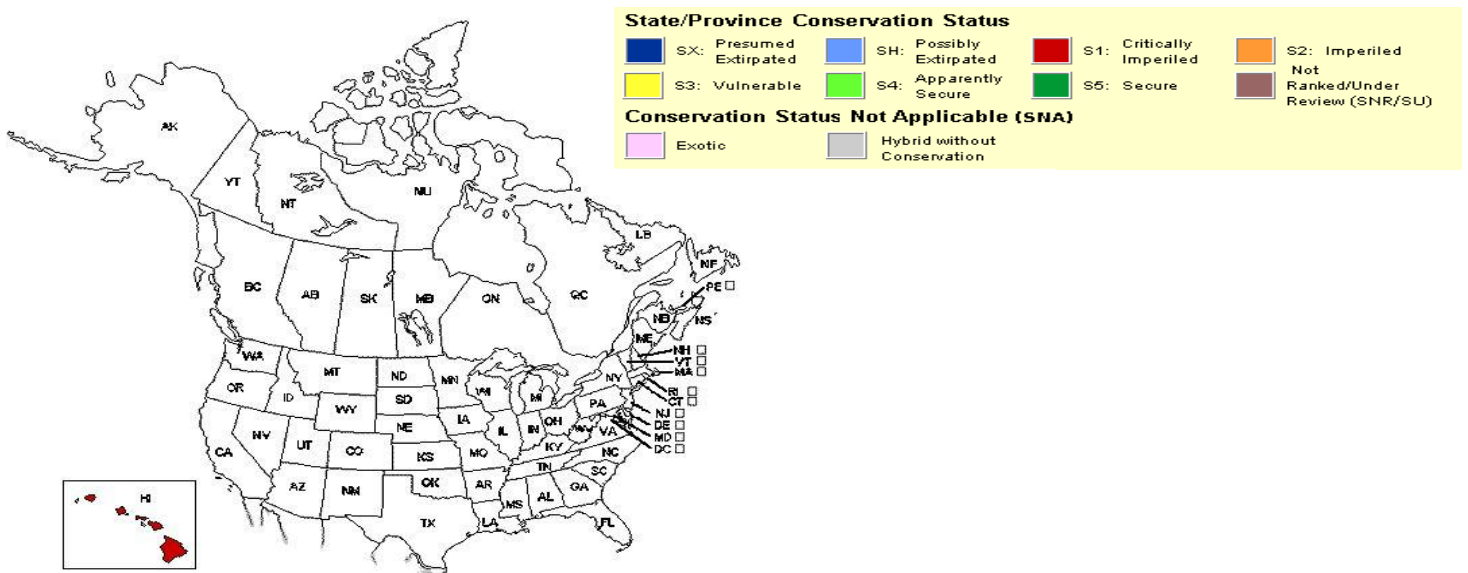 State/Province Conservation Status
SX: Presumed Extirpated
SH: Possibly Extirpated
S1: Critically Imperiled
S2: Imperiled
S3: Vulnerable
S4: Apparently Secure
S5: Secure
Not Ranked/Under Review (SNR/SU)
Conservation Status Not Applicable (SNA)
Exotic
Hybrid without Conservation
AK
YT
NT
NU
LB
NF
BC
AB
SK
MB
ON
QC
PE
NB
NS
ME
NH
VT
MA
RI
CT
NJ
DE
MD
DC
WA
MT
ND
MN
WI
MI
NY
OR
ID
WY
SD
IA
PA
NE
IL
IN
OH
WV
VA
NV
UT
CO
KS
MO
KY
CA
TN
NC
AZ
NM
OK
AR
SC
MS
AL
GA
TX
LA
FL
HI